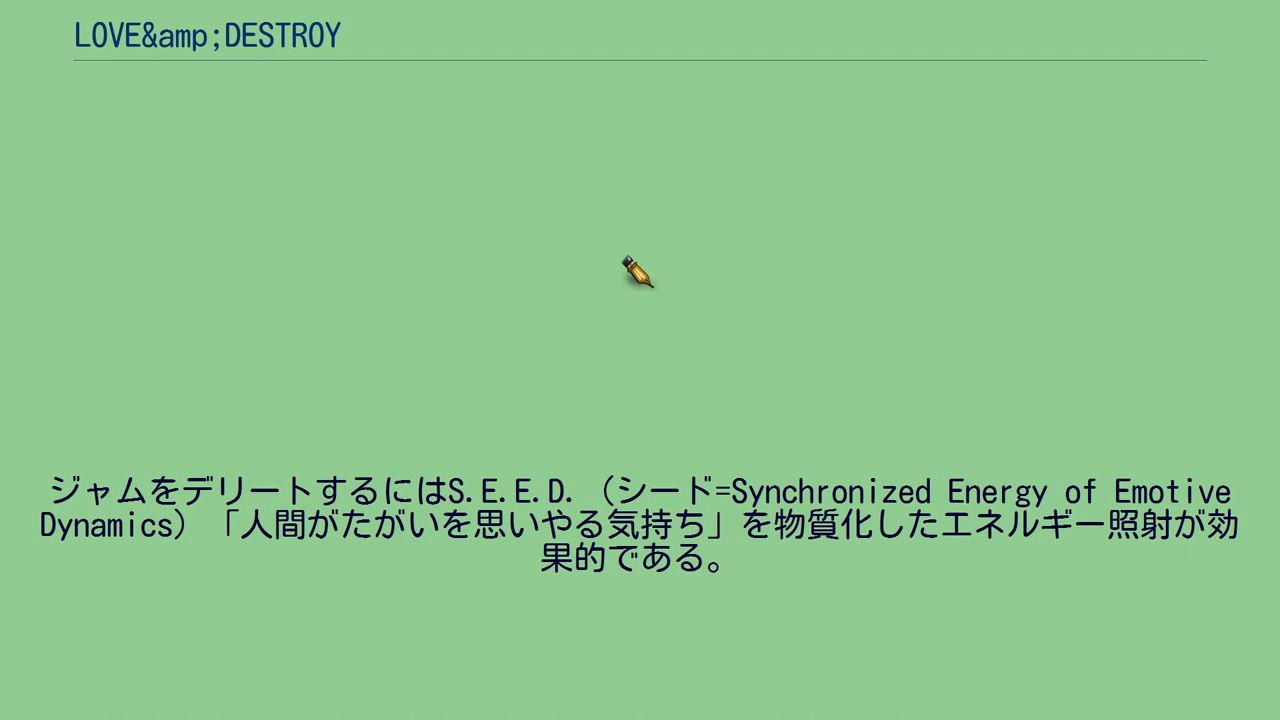 LOVE&amp;DESTROY
ジャムをデリートするにはS.E.E.D.（シード=Synchronized Energy of Emotive
Dynamics）「人間がたがいを思いやる気持ち」を物質化したエネルギー照射が効
果的である。